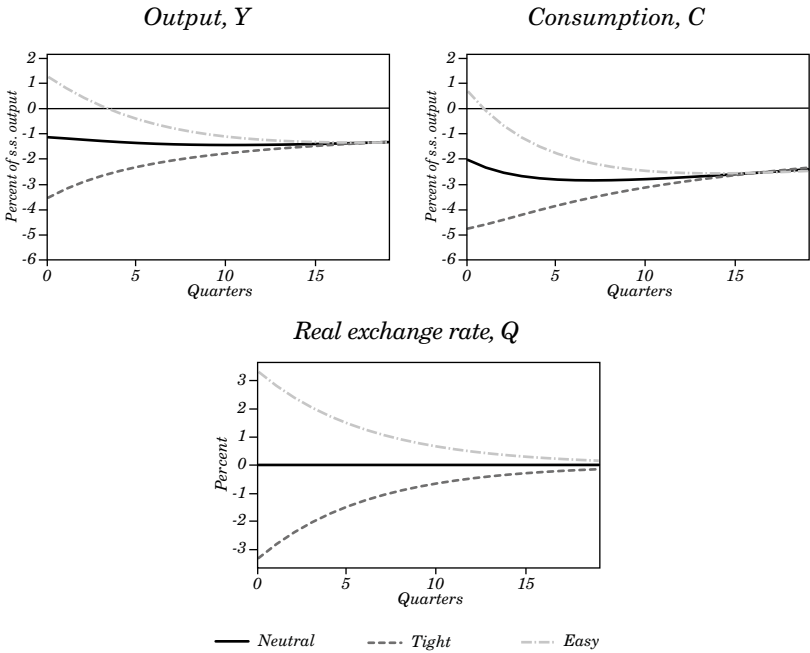 Output, Y
Percent of s.s. output
2
1
0
-1
-2
-3
-4
-5
-6
0 5 10 15
Quarters
Consumption, C
Percent of s.s. output
2
1
0
-1
-2
-3
-4
-5
-6
0 5 10 15
Quarters
Real exchange rate, Q
Percent
3
2
1
0
-1
-2
-3
0 5 10 15
Quarters
Neutral Tight Easy